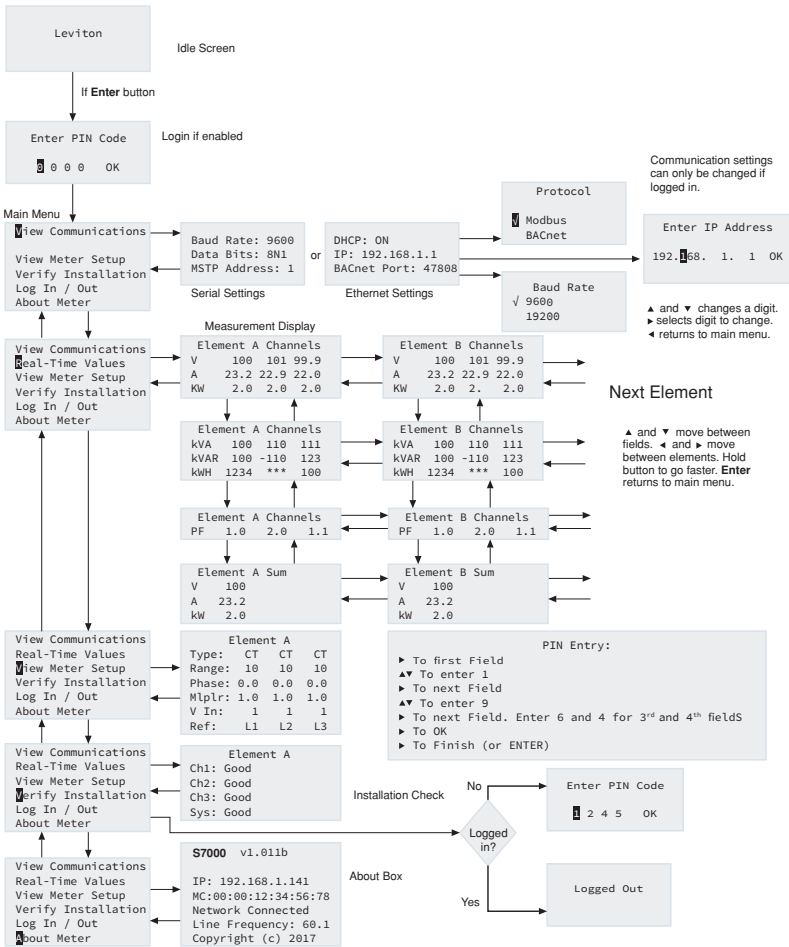 Leviton
Idle Screen
If Enter button
Enter PIN Code
0 0 0 0 OK
Login if enabled
Main Menu
View Communications
View Meter Setup
Verify Installation
Log In / Out
About Meter
Baud Rate: 9600
Data Bits: 8N1
MSTP Address: 1
Serial Settings
or
DHCP: ON
IP: 192.168.1.1
BACnet Port: 47808
Ethernet Settings
Protocol
√ Modbus
BACnet
Baud Rate
√ 9600
19200
Communication settings
can only be changed if
logged in.
Enter IP Address
192.168. 1. 1 OK
▲ and ▼ changes a digit.
► selects digit to change.
◄ returns to main menu.
View Communications
Real-Time Values
View Meter Setup
Verify Installation
Log In / Out
About Meter
Measurement Display
Element A Channels
V 100 101 99.9
A 23.2 22.9 22.0
KW 2.0 2.0 2.0
Element B Channels
V 100 101 99.9
A 23.2 22.9 22.0
KW 2.0 2. 2.0
Next Element
▲ and ▼ move between
fields. ◄ and ► move
between elements. Hold
button to go faster. Enter
returns to main menu.
Element A Channels
kVA 100 110 111
kVAR 100 -110 123
kWH 1234 *** 100
Element B Channels
kVA 100 110 111
kVAR 100 -110 123
kWH 1234 *** 100
Element A Channels
PF 1.0 2.0 1.1
Element B Channels
PF 1.0 2.0 1.1
Element A Sum
V 100
A 23.2
kW 2.0
Element B Sum
V 100
A 23.2
kW 2.0
View Communications
Real-Time Values
View Meter Setup
Verify Installation
Log In / Out
About Meter
Element A
Type: CT CT CT
Range: 10 10 10
Phase: 0.0 0.0 0.0
Mlplr: 1.0 1.0 1.0
V In: 1 1 1
Ref: L1 L2 L3
PIN Entry:
► To first Field
▲▼ To enter 1
► To next Field
▲▼ To enter 9
► To next Field. Enter 6 and 4 for 3rd and 4th fieldS
► To OK
► To Finish (or ENTER)
View Communications
Real-Time Values
View Meter Setup
Verify Installation
Log In / Out
About Meter
Element A
Ch1: Good
Ch2: Good
Ch3: Good
Sys: Good
Installation Check
Logged
in?
No
Enter PIN Code
1 2 4 5 OK
Yes
Logged Out
View Communications
Real-Time Values
View Meter Setup
Verify Installation
Log In / Out
About Meter
S7000 v1.011b
IP: 192.168.1.141
MC:00:00:12:34:56:78
Network Connected
Line Frequency: 60.1
Copyright (c) 2017
About Box